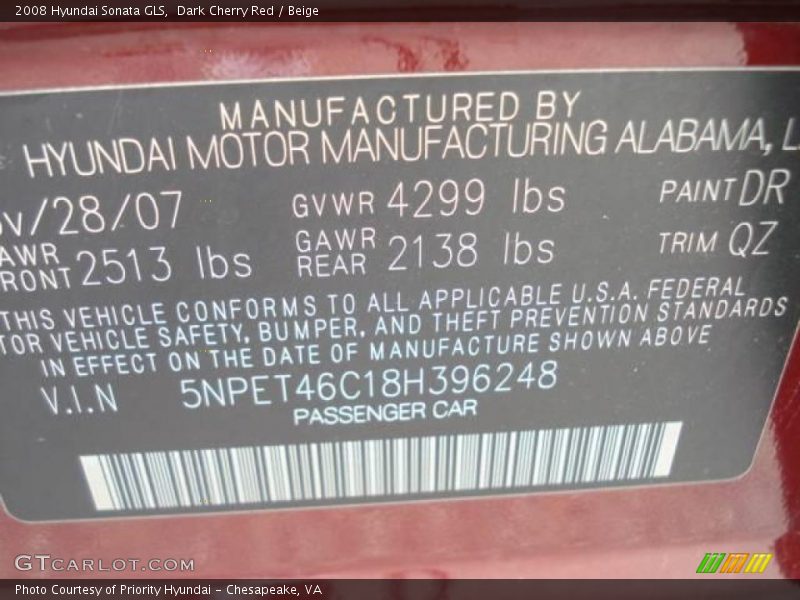 2008 Hyundai Sonata GLS,  Dark Cherry Red / Beige
MANUFACTURED BY
HYUNDAI MOTOR MANUFACTURING ALABAMA, L
/28/07 GVWR 4299 lbs PAINT DR
AWR FRONT 2513 lbs GAWR REAR 2138 lbs TRIM QZ
THIS VEHICLE CONFORMS TO ALL APPLICABLE U.S.A. FEDERAL
TOR VEHICLE SAFETY, BUMPER, AND THEFT PREVENTION STANDARDS
IN EFFECT ON THE DATE OF MANUFACTURE SHOWN ABOVE
V.I.N 5NPET46C18H396248
PASSENGER CAR
GTCARLOT.COM
Photo Courtesy of Priority Hyundai - Chesapeake, VA